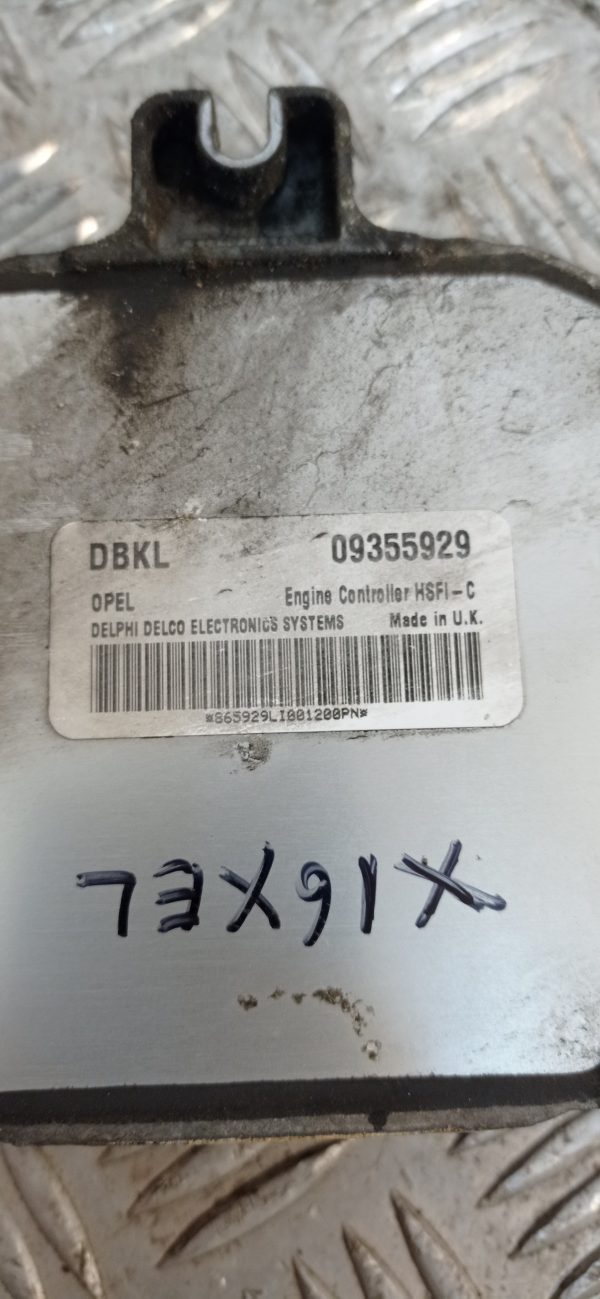 DBKL 09355929
OPEL Engine Controller HSFI-C
DELPHI DELCO ELECTRONICS SYSTEMS Made in U.K.
*865929LI001200PN*
X16XEL